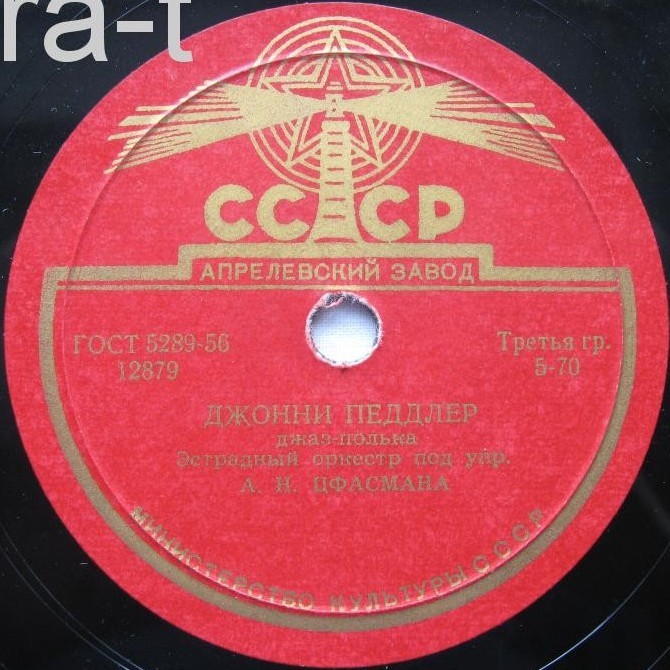 ra-t
СССР
АПРЕЛЕВСКИЙ ЗАВОД
ГОСТ 5289-56
12879
Третья гр.
5-70
ДЖОННИ ПЕДДЛЕР
джаз-полька
Эстрадный оркестр под упр.
А. Н. ЦФАСМАНА
МИНИСТЕРСТВО КУЛЬТУРЫ СССР